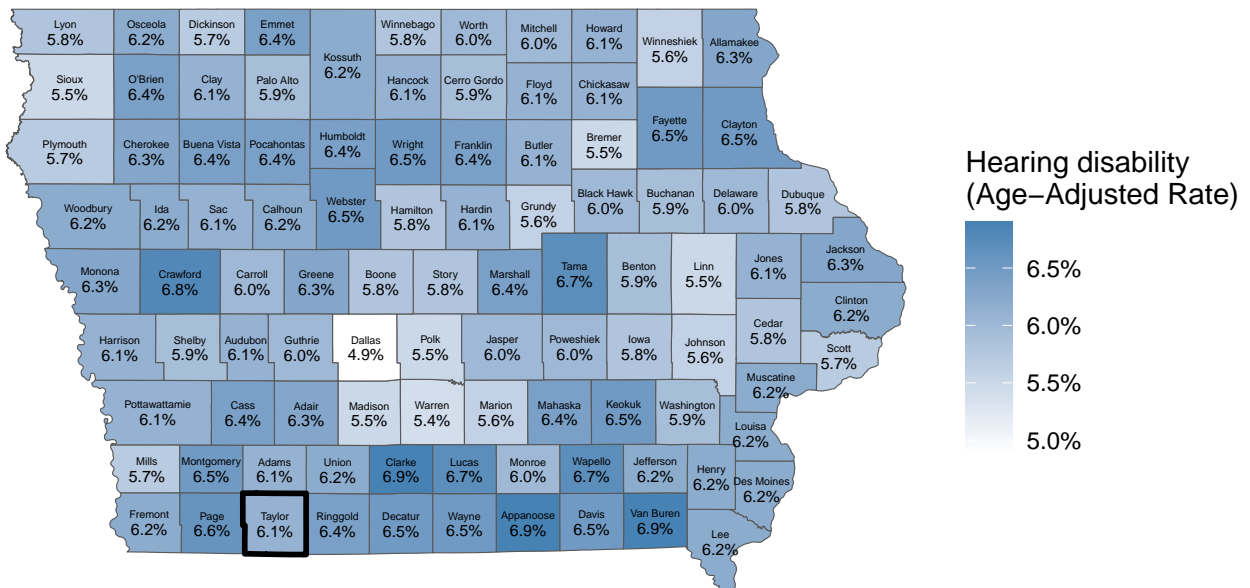 Lyon
5.8%
Osceola
6.2%
Dickinson
5.7%
Emmet
6.4%
Kossuth
6.2%
Winnebago
5.8%
Worth
6.0%
Mitchell
6.0%
Howard
6.1%
Winneshiek
5.6%
Allamakee
6.3%
Sioux
5.5%
O'Brien
6.4%
Clay
6.1%
Palo Alto
5.9%
Hancock
6.1%
Cerro Gordo
5.9%
Floyd
6.1%
Chickasaw
6.1%
Plymouth
5.7%
Cherokee
6.3%
Buena Vista
6.4%
Pocahontas
6.4%
Humboldt
6.4%
Wright
6.5%
Franklin
6.4%
Butler
6.1%
Bremer
5.5%
Fayette
6.5%
Clayton
6.5%
Woodbury
6.2%
Ida
6.2%
Sac
6.1%
Calhoun
6.2%
Webster
6.5%
Hamilton
5.8%
Hardin
6.1%
Grundy
5.6%
Black Hawk
6.0%
Buchanan
5.9%
Delaware
6.0%
Dubuque
5.8%
Monona
6.3%
Crawford
6.8%
Carroll
6.0%
Greene
6.3%
Boone
5.8%
Story
5.8%
Marshall
6.4%
Tama
6.7%
Benton
5.9%
Linn
5.5%
Jones
6.1%
Jackson
6.3%
Clinton
6.2%
Harrison
6.1%
Shelby
5.9%
Audubon
6.1%
Guthrie
6.0%
Dallas
4.9%
Polk
5.5%
Jasper
6.0%
Poweshiek
6.0%
Iowa
5.8%
Johnson
5.6%
Cedar
5.8%
Scott
5.7%
Muscatine
6.2%
Pottawattamie
6.1%
Cass
6.4%
Adair
6.3%
Madison
5.5%
Warren
5.4%
Marion
5.6%
Mahaska
6.4%
Keokuk
6.5%
Washington
5.9%
Louisa
6.2%
Mills
5.7%
Montgomery
6.5%
Adams
6.1%
Union
6.2%
Clarke
6.9%
Lucas
6.7%
Monroe
6.0%
Wapello
6.7%
Jefferson
6.2%
Henry
6.2%
Des Moines
6.2%
Fremont
6.2%
Page
6.6%
Taylor
6.1%
Ringgold
6.4%
Decatur
6.5%
Wayne
6.5%
Appanoose
6.9%
Davis
6.5%
Van Buren
6.9%
Lee
6.2%
Hearing disability
(Age−Adjusted Rate)
6.5%
6.0%
5.5%
5.0%